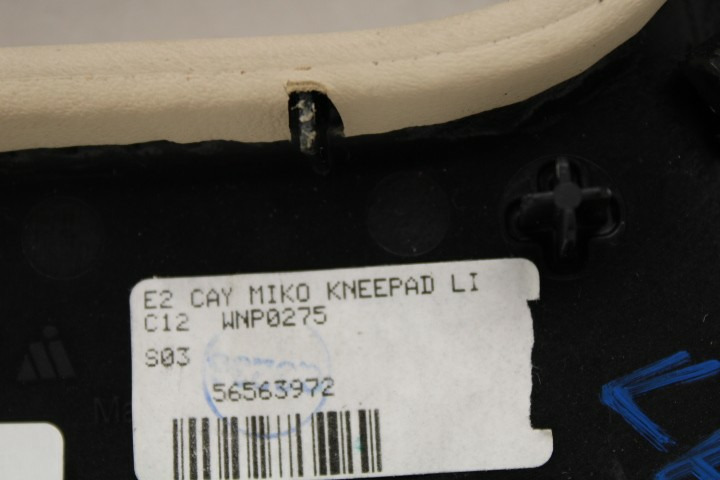 E2 CAY MIKO KNEEPAD LI
C12 WNP0275
S03
56563972